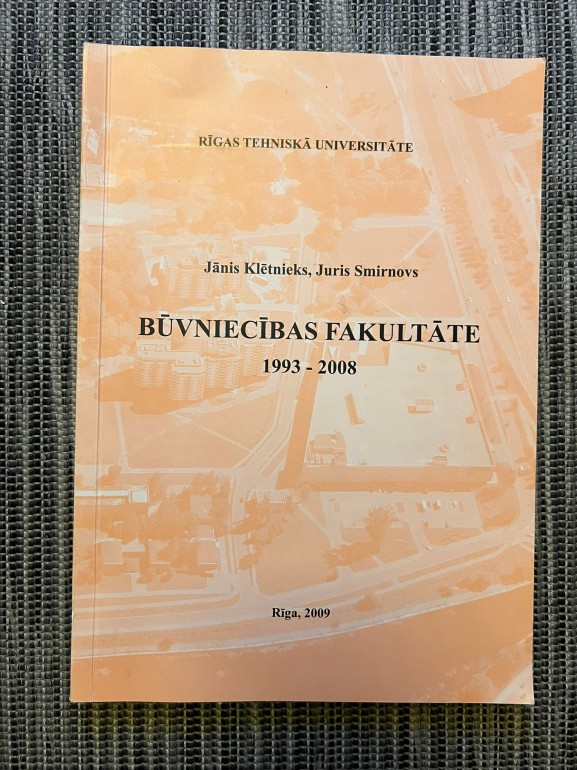 RĪGAS TEHNISKĀ UNIVERSITĀTE
Jānis Klētnieks, Juris Smirnovs
BŪVNIECĪBAS FAKULTĀTE
1993 - 2008
Rīga, 2009